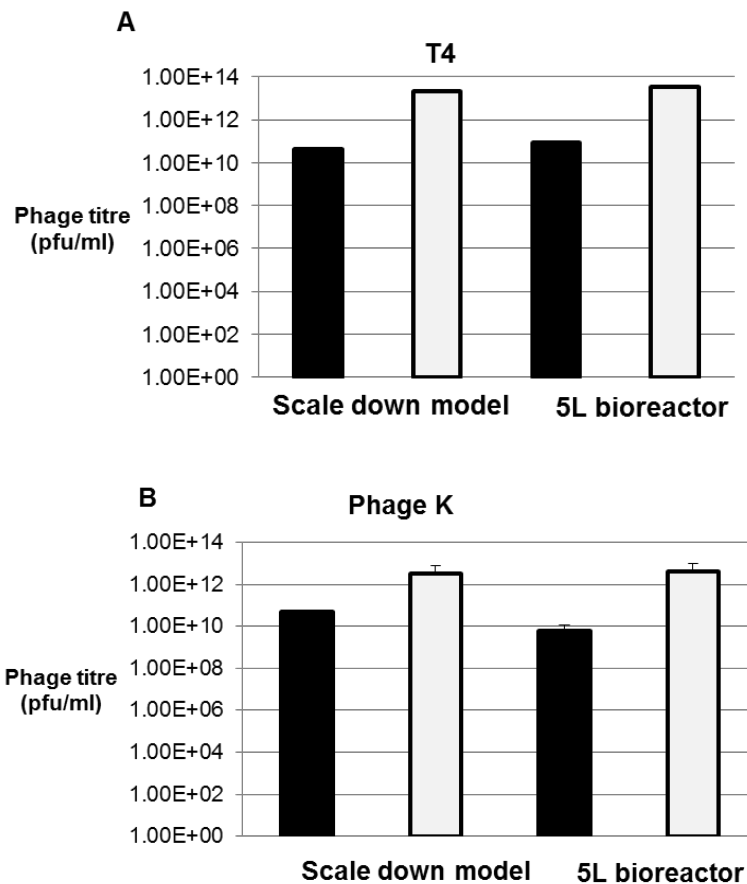 A
T4
1.00E+14
1.00E+12
1.00E+10
1.00E+08
1.00E+06
1.00E+04
1.00E+02
1.00E+00
Phage titre
(pfu/ml)
Scale down model 5L bioreactor
B
Phage K
1.00E+14
1.00E+12
1.00E+10
1.00E+08
1.00E+06
1.00E+04
1.00E+02
1.00E+00
Phage titre
(pfu/ml)
Scale down model 5L bioreactor